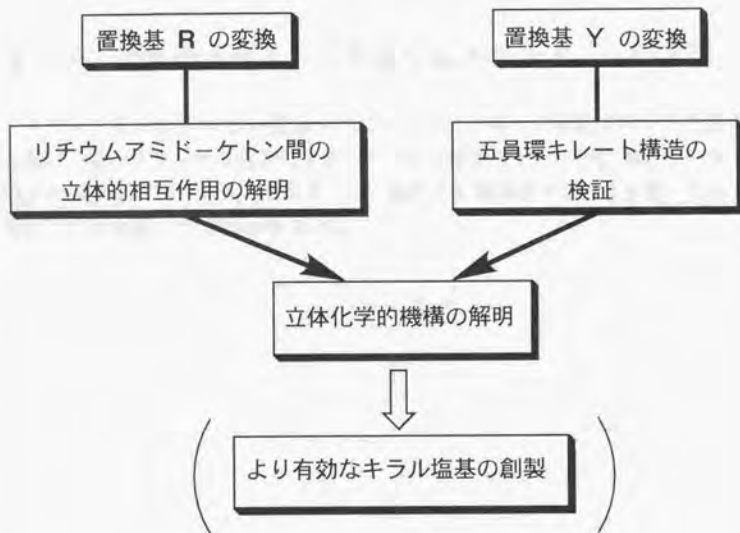 置換基 R の変換
置換基 Y の変換
リチウムアミド－ケトン間の
立体的相互作用の解明
五員環キレート構造の
検証
立体化学的機構の解明
より有効なキラル塩基の創製